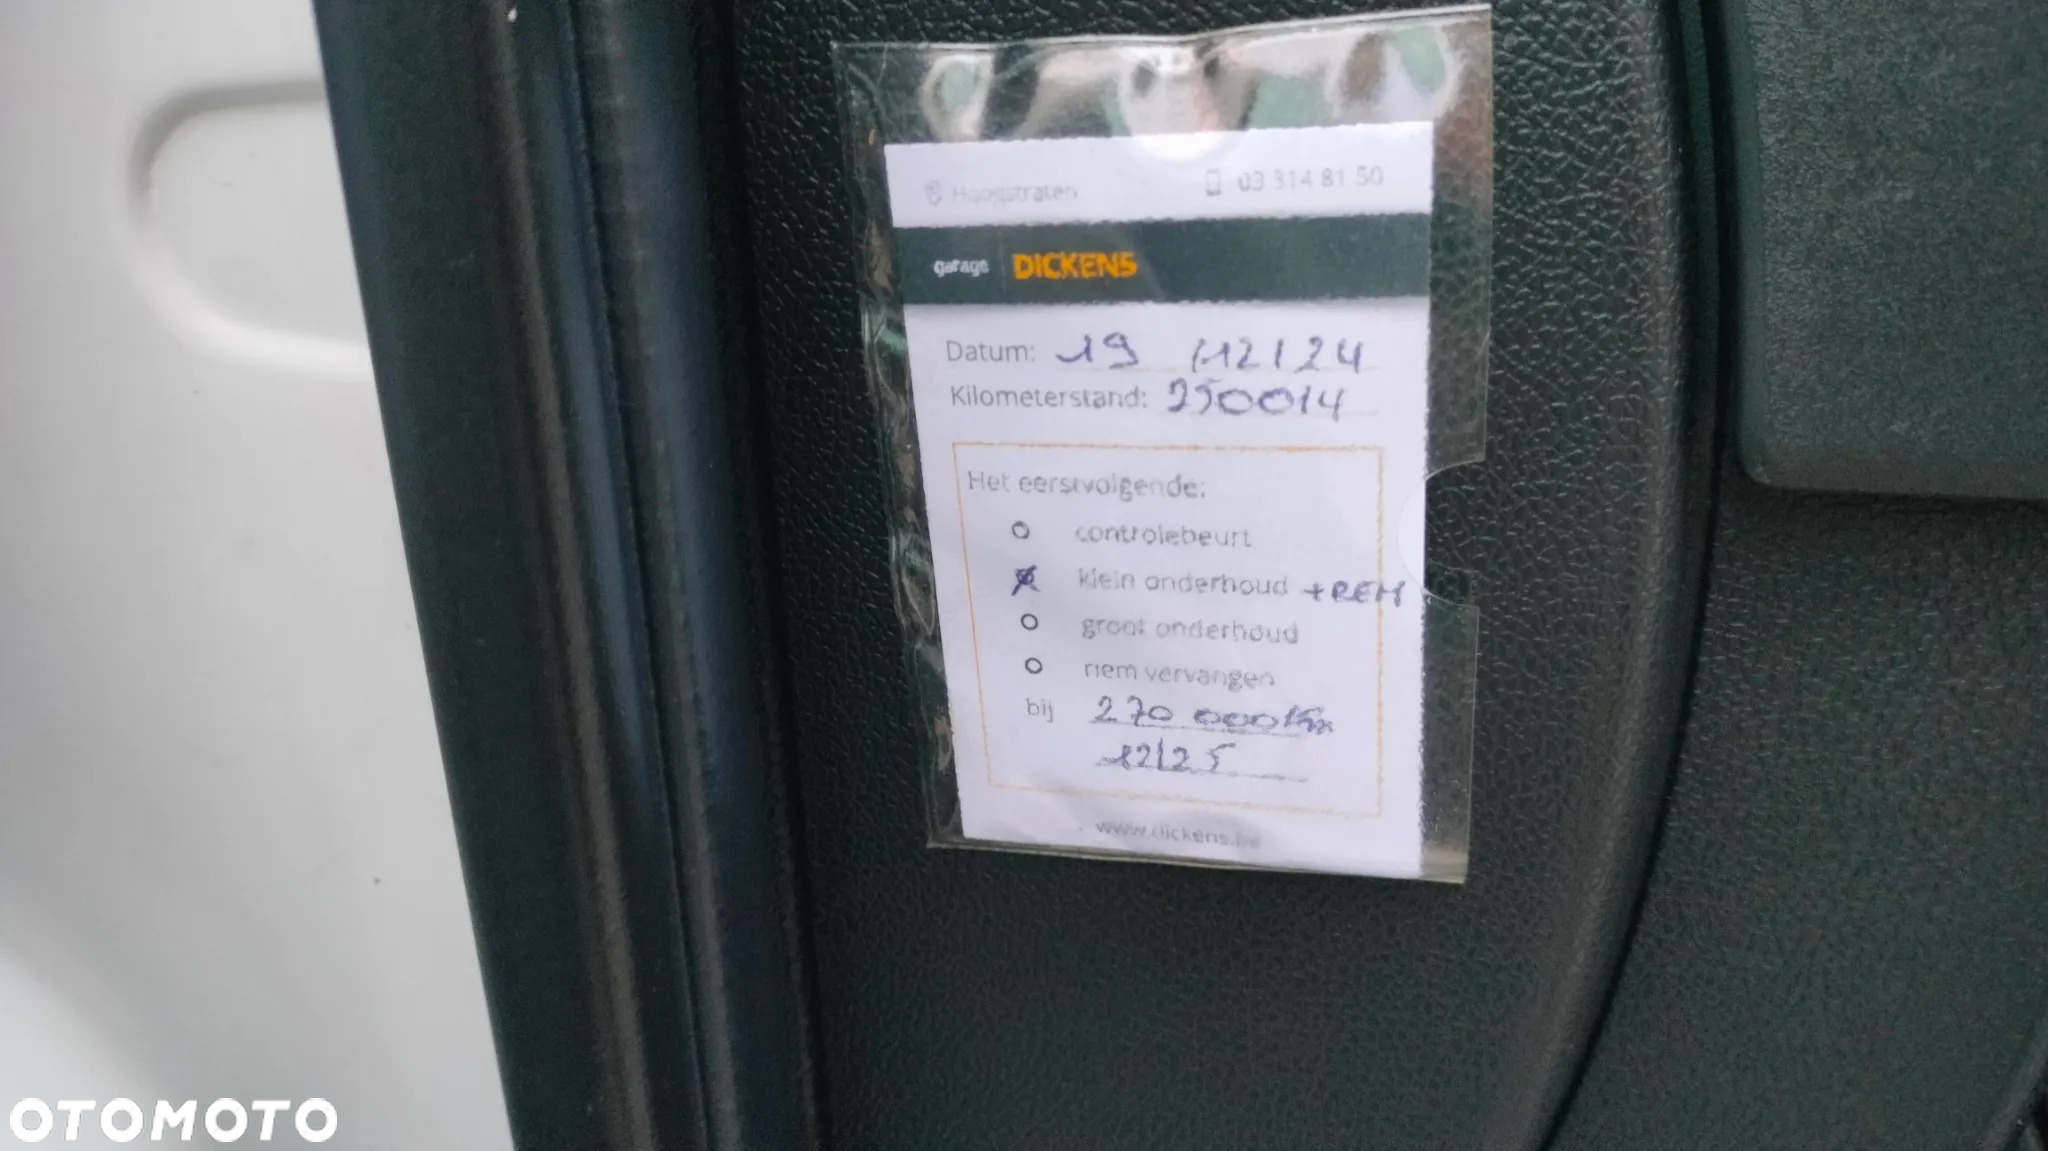 Hoogstraten 03 314 81 50
garage DICKENS
Datum: 19 /12/24
Kilometerstand: 250014
Het eerstvolgende:
controlebeurt
klein onderhoud +REM
groot onderhoud
riem vervangen
bij 270 000Km
12/25
www.dickens.be
OTOMOTO